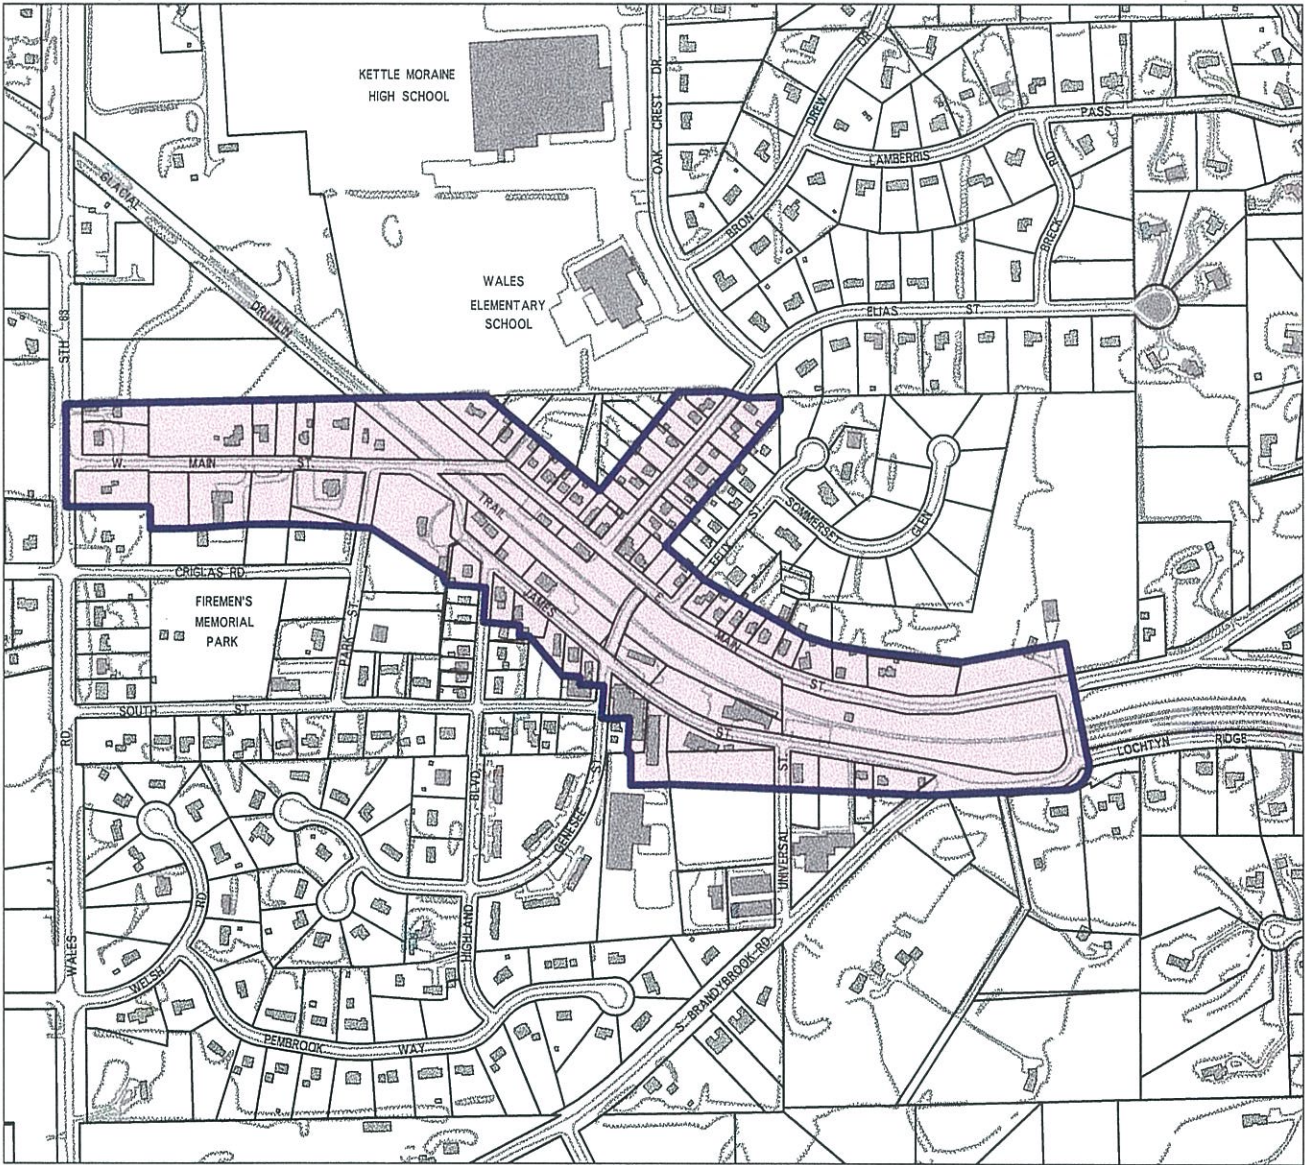 KETTLE MORAINE
HIGH SCHOOL
OAK CREST DR.
DREW
DR.
PASS
LAMBERRIS
RD.
BRECK
BRON
GLACIAL
DRUMLIN
WALES
ELEMENTARY
SCHOOL
ELIAS ST.
STH 83
W. MAIN ST.
TRAIL
FELD ST.
SOMMERSET
GLEN
CRIGLAS RD.
FIREMEN'S
MEMORIAL
PARK
PARK ST.
JAMES
MAIN
ST.
SOUTH ST.
ST.
LOCHTYN RIDGE
RD.
BLVD.
GENESEE
ST.
UNIVERSAL
ST.
HIGHLAND
WALES
WELSH
RD
PEMBROOK WAY
S. BRANDYBROOK RD.